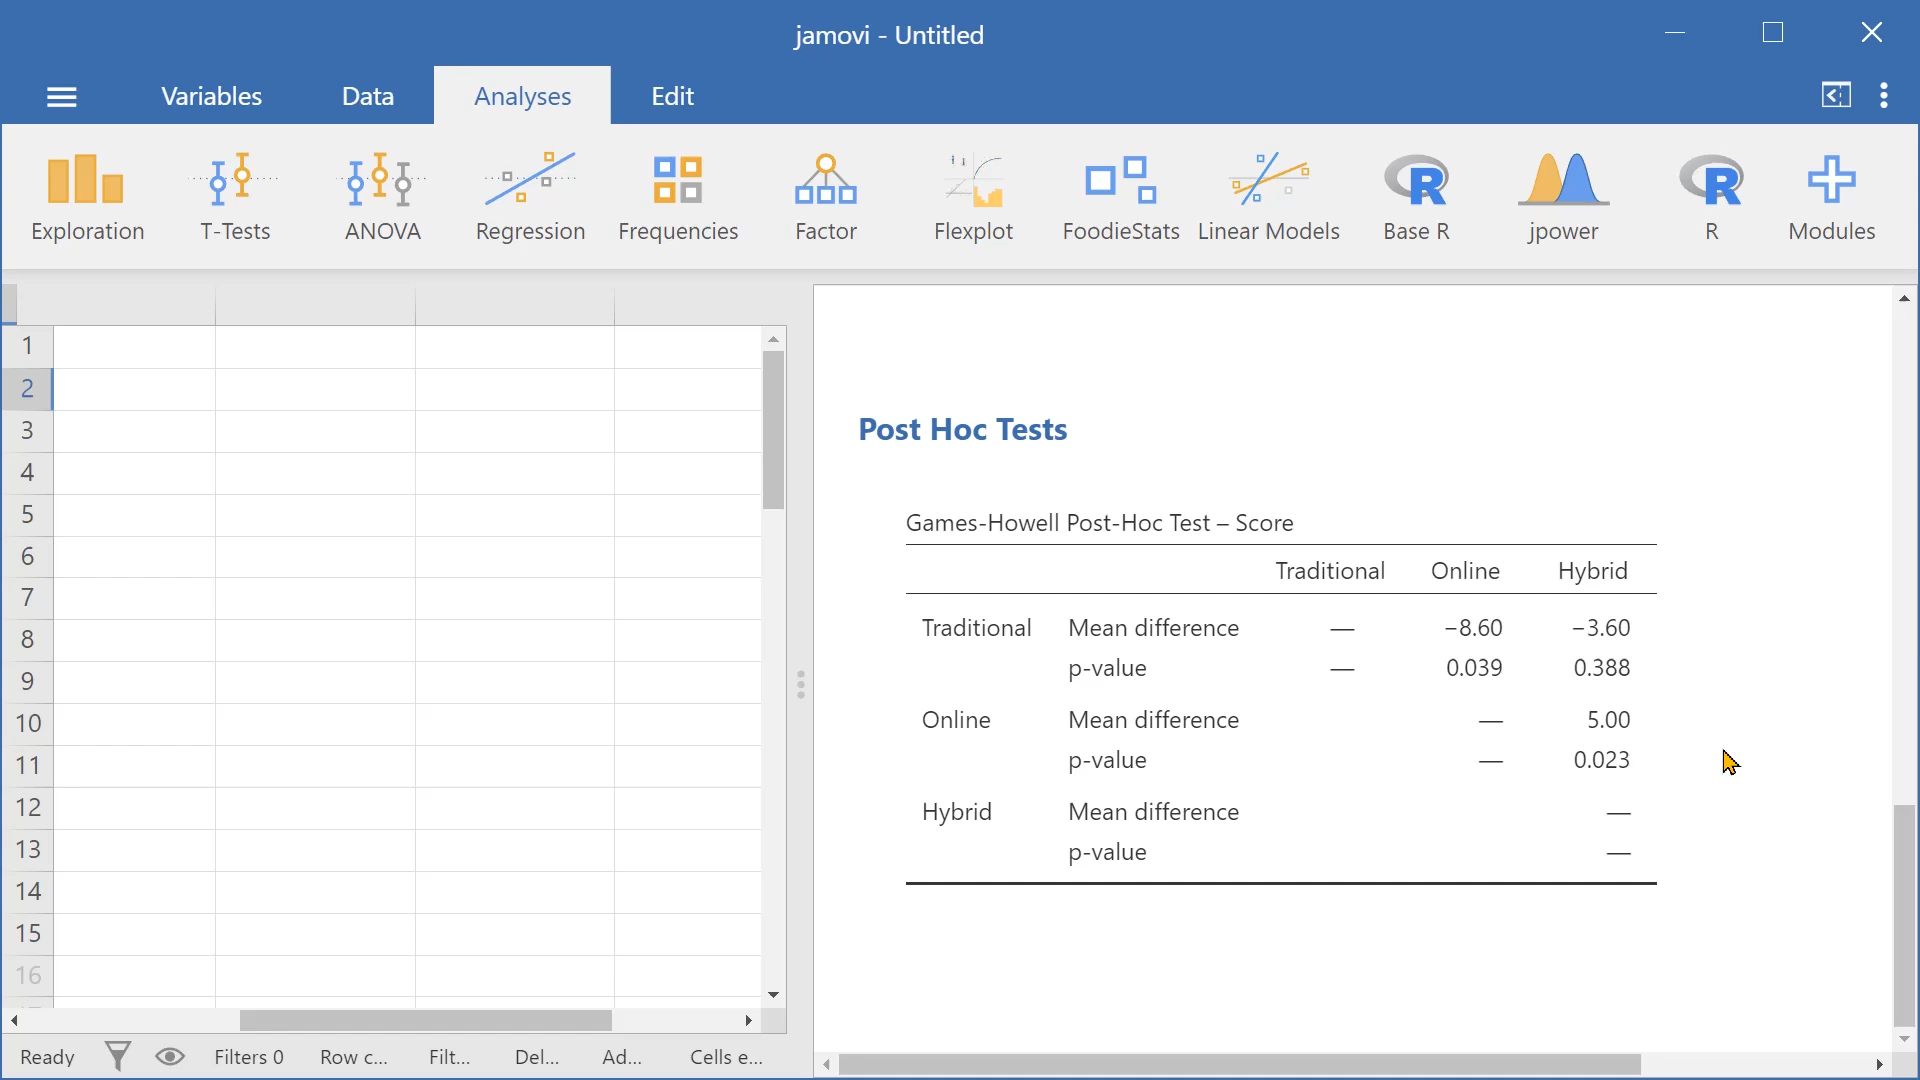 jamovi - Untitled
Variables Data Analyses Edit
Exploration T-Tests ANOVA Regression Frequencies Factor Flexplot FoodieStats Linear Models Base R jpower R Modules
1
2
3
4
5
6
7
8
9
10
11
12
13
14
15
16
Ready Filters 0 Row c... Filt... Del... Ad... Cells e...
Post Hoc Tests
Games-Howell Post-Hoc Test – Score
Traditional Online Hybrid
Traditional Mean difference — −8.60 −3.60
p-value — 0.039 0.388
Online Mean difference — 5.00
p-value — 0.023
Hybrid Mean difference —
p-value —